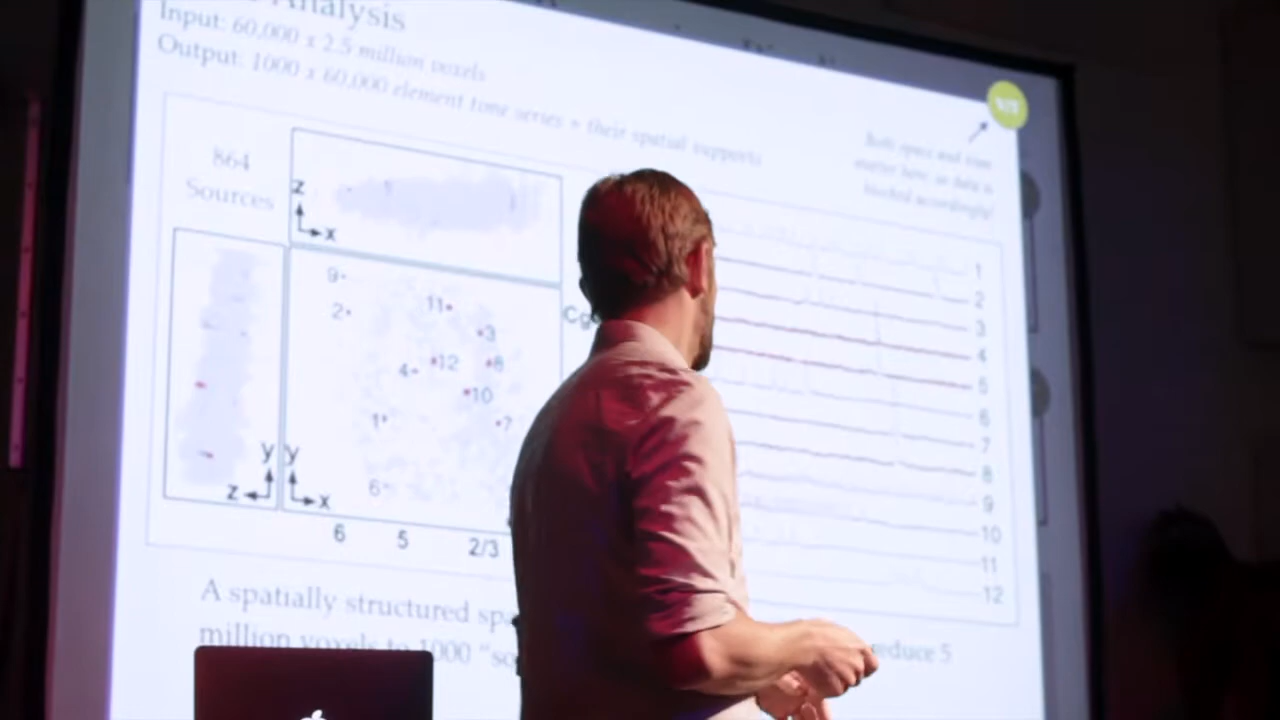 Analysis
Input: 60,000 x 2.5 million voxels
Output: 1000 x 60,000 element time series + their spatial supports
Both space and time
matter here, so data is
blocked accordingly!
864
Sources
z
x
9
2
11
3
4
12
8
10
1
7
6
y
z
y
x
6 5 2/3
1
2
3
4
5
6
7
8
9
10
11
12
A spatially structured
million voxels to 1000
reduce 5